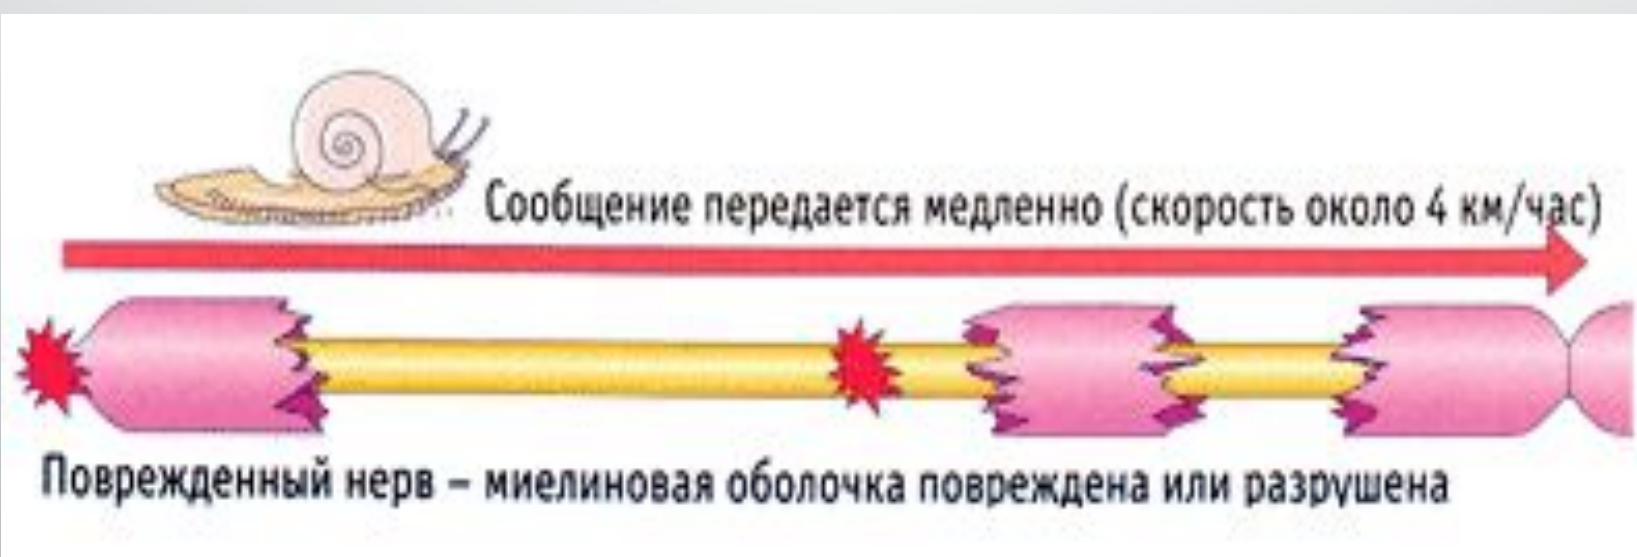 Сообщение передается медленно (скорость около 4 км/час)
Поврежденный нерв – миелиновая оболочка повреждена или разрушена